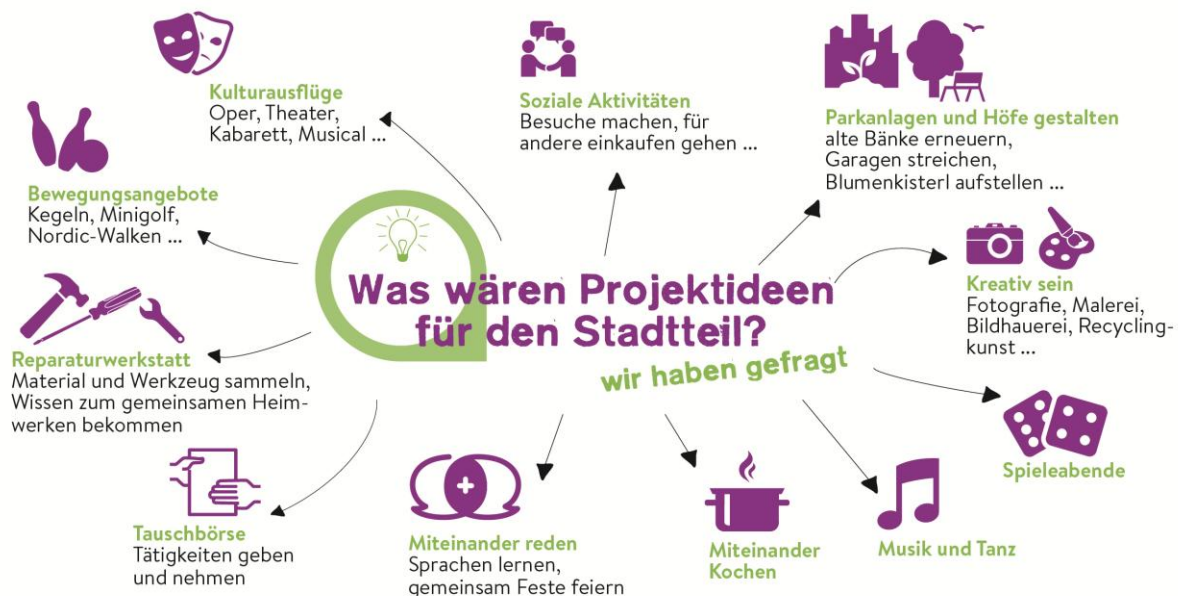 Kulturausflüge
Oper, Theater,
Kabarett, Musical ...
Soziale Aktivitäten
Besuche machen, für
andere einkaufen gehen ...
Parkanlagen und Höfe gestalten
alte Bänke erneuern,
Garagen streichen,
Blumenkisterl aufstellen ...
Bewegungsangebote
Kegeln, Minigolf,
Nordic-Walken ...
Was wären Projektideen
für den Stadtteil?
wir haben gefragt
Kreativ sein
Fotografie, Malerei,
Bildhauerei, Recycling-
kunst ...
Reparaturwerkstatt
Material und Werkzeug sammeln,
Wissen zum gemeinsamen Heim-
werken bekommen
Spieleabende
Tauschbörse
Tätigkeiten geben
und nehmen
Miteinander reden
Sprachen lernen,
gemeinsam Feste feiern
Miteinander
Kochen
Musik und Tanz